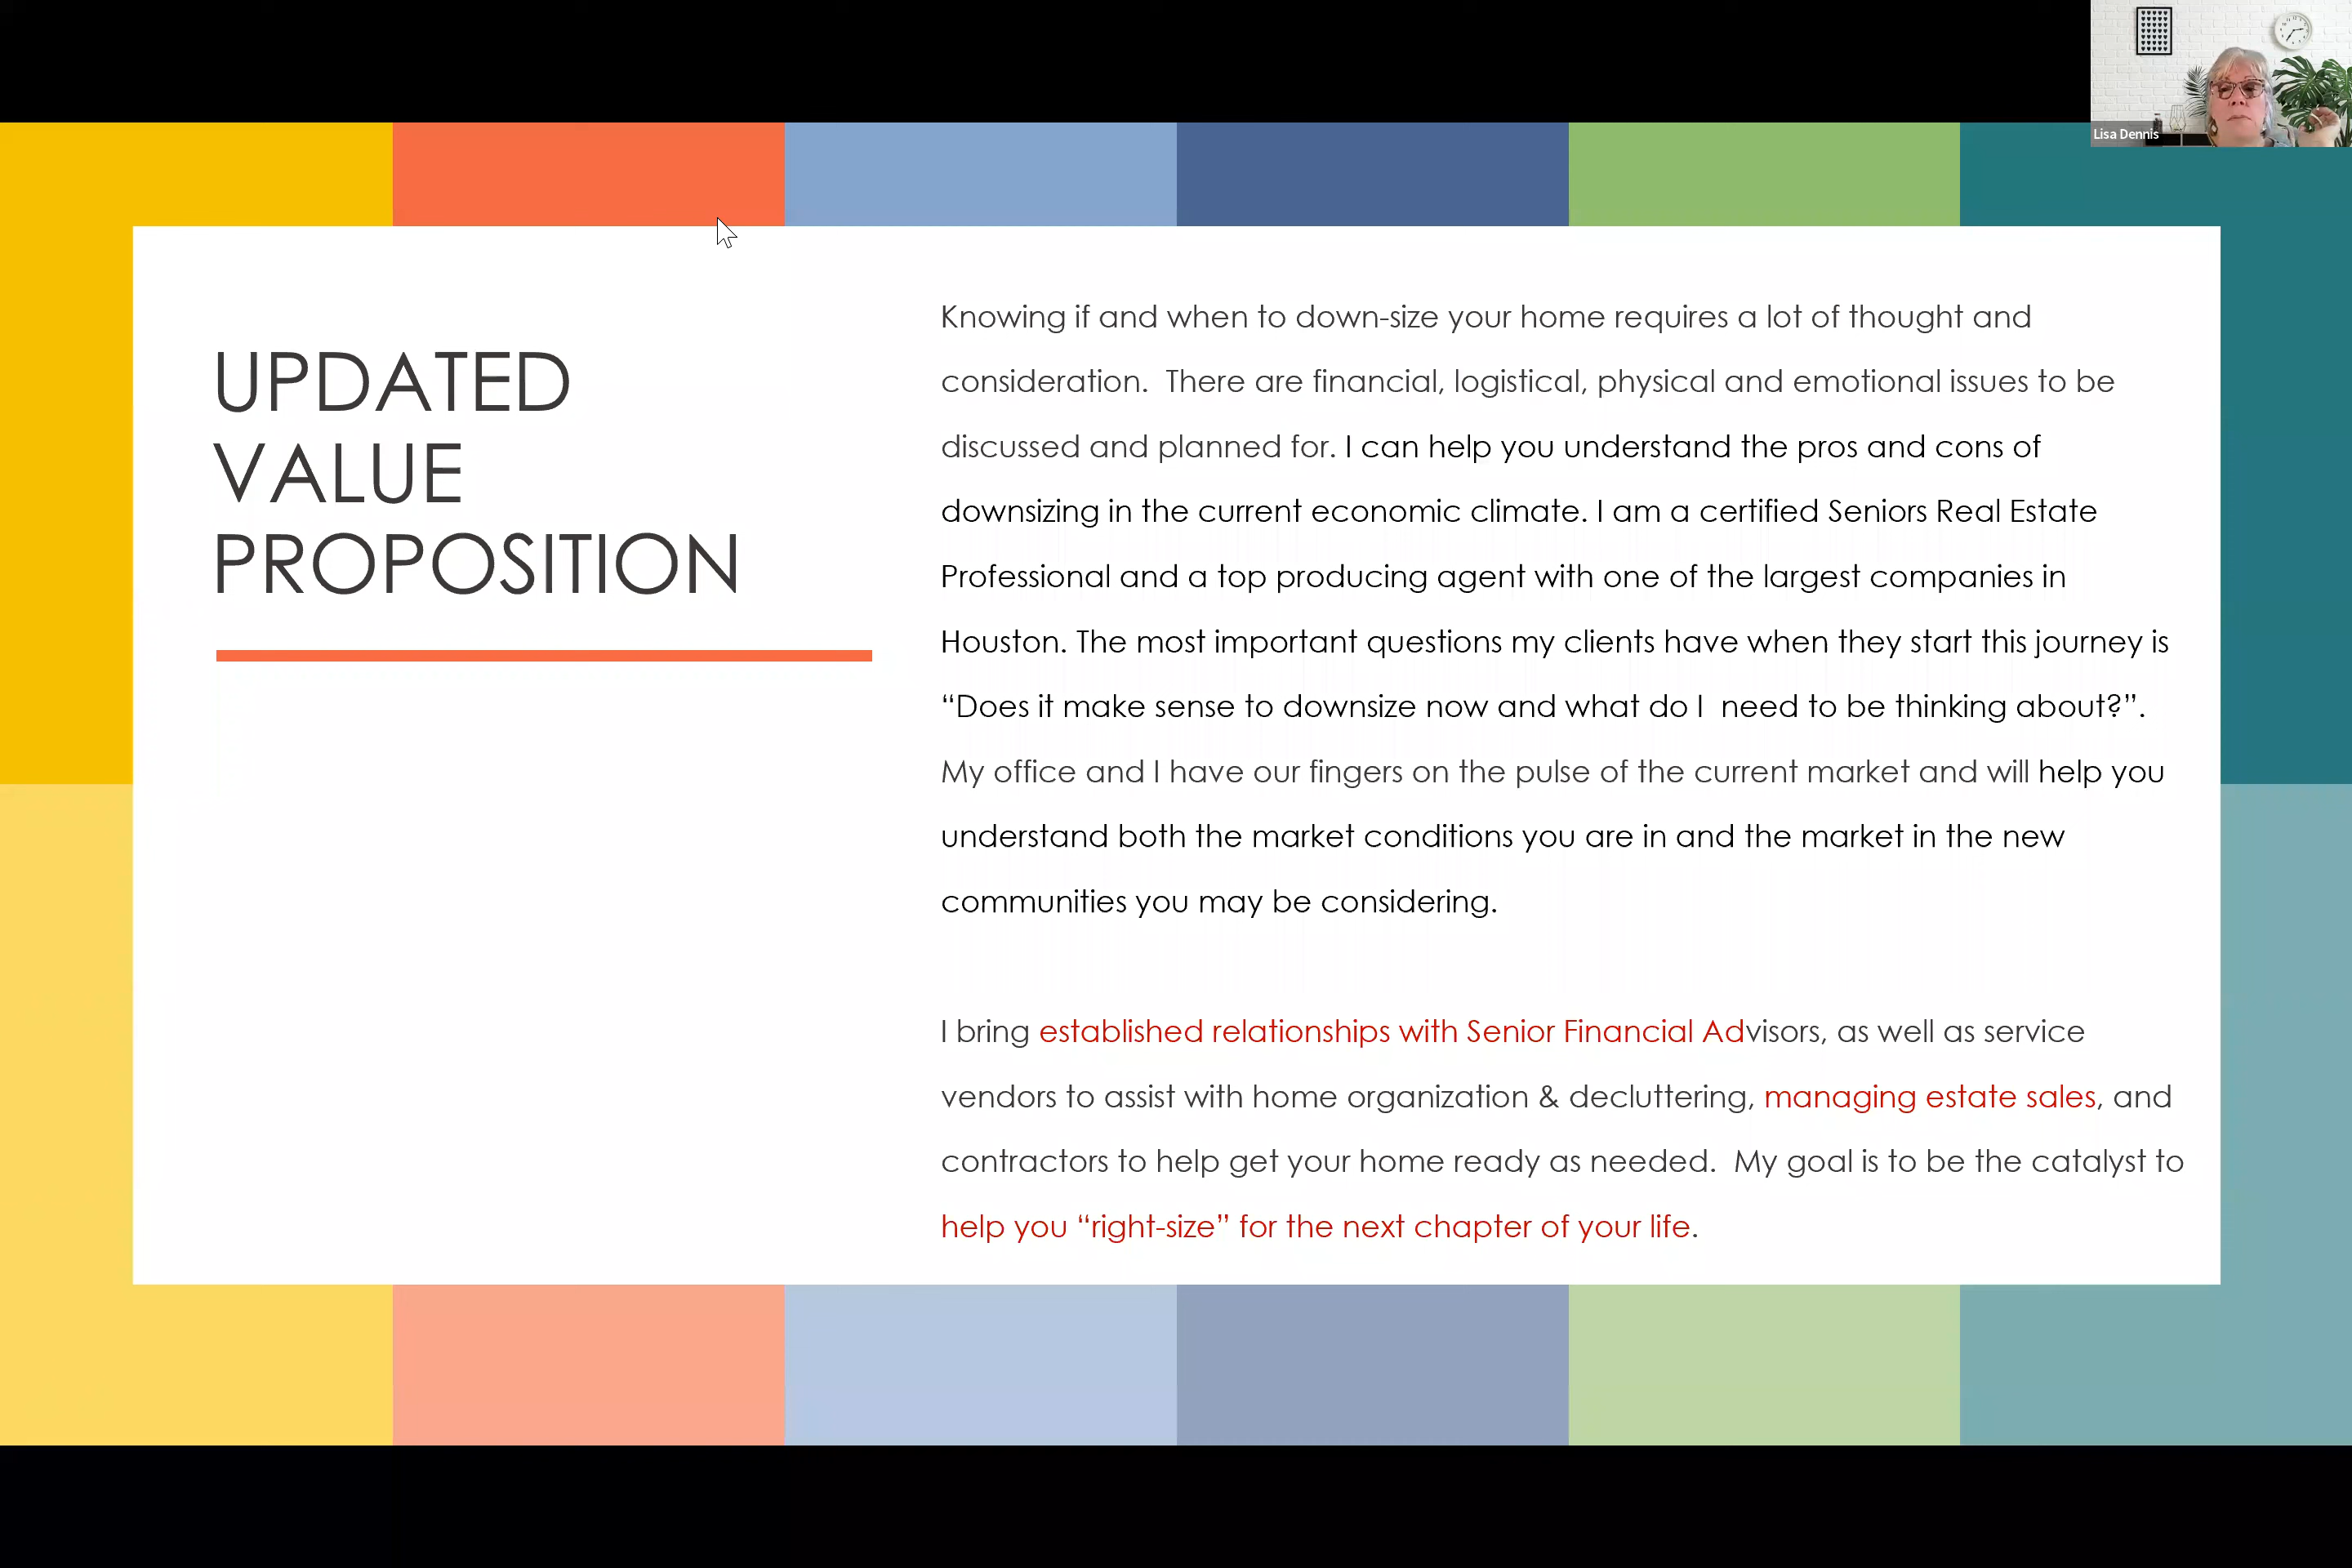 Lisa Dennis
UPDATED
VALUE
PROPOSITION
Knowing if and when to down-size your home requires a lot of thought and
consideration.  There are financial, logistical, physical and emotional issues to be
discussed and planned for. I can help you understand the pros and cons of
downsizing in the current economic climate. I am a certified Seniors Real Estate
Professional and a top producing agent with one of the largest companies in
Houston. The most important questions my clients have when they start this journey is
“Does it make sense to downsize now and what do I  need to be thinking about?”.
My office and I have our fingers on the pulse of the current market and will help you
understand both the market conditions you are in and the market in the new
communities you may be considering.
I bring established relationships with Senior Financial Advisors, as well as service
vendors to assist with home organization & decluttering, managing estate sales, and
contractors to help get your home ready as needed.  My goal is to be the catalyst to
help you “right-size” for the next chapter of your life.